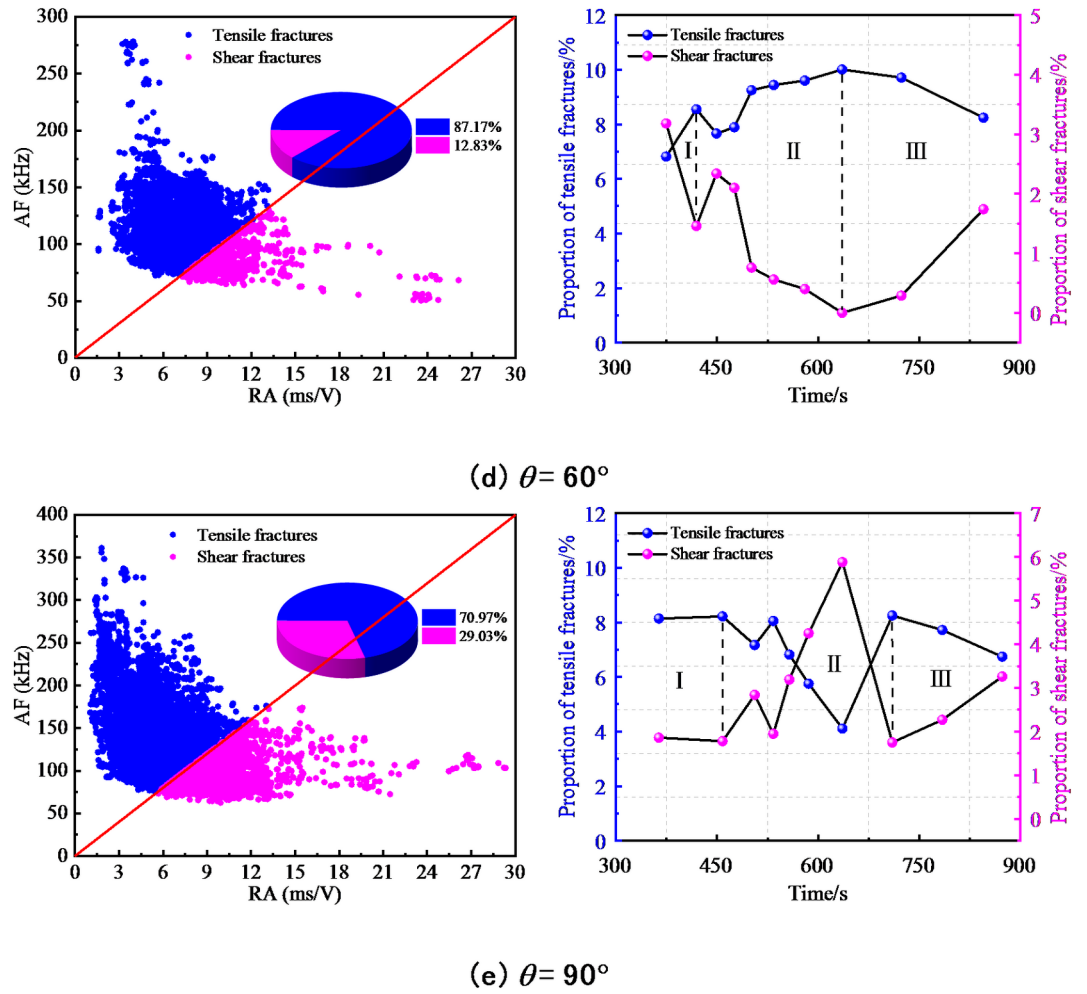 300
250
200
150
100
50
0
AF (kHz)
Tensile fractures
Shear fractures
87.17%
12.83%
0 3 6 9 12 15 18 21 24 27 30
RA (ms/V)
12
10
8
6
4
2
0
Proportion of tensile fractures/%
Tensile fractures
Shear fractures
I II III
5
4
3
2
1
0
Proportion of shear fractures/%
300 450 600 750 900
Time/s
(d) θ= 60°
400
350
300
250
200
150
100
50
0
AF (kHz)
Tensile fractures
Shear fractures
70.97%
29.03%
0 3 6 9 12 15 18 21 24 27 30
RA (ms/V)
12
10
8
6
4
2
0
Proportion of tensile fractures/%
Tensile fractures
Shear fractures
I II III
7
6
5
4
3
2
1
0
Proportion of shear fractures/%
300 450 600 750 900
Time/s
(e) θ= 90°